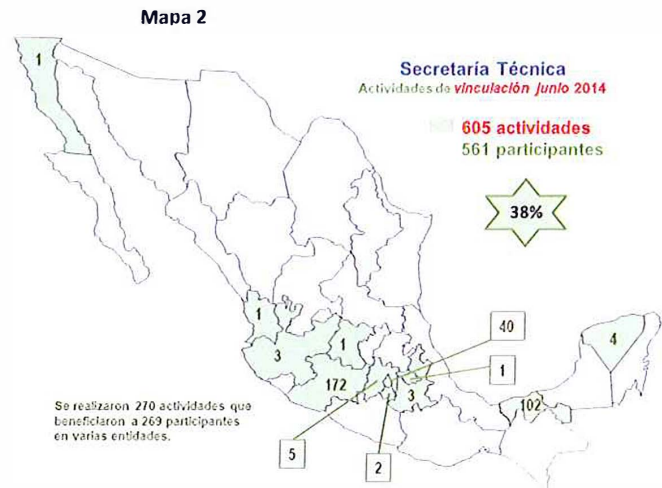 Mapa 2
1
Secretaría Técnica
Actividades de vinculación junio 2014
605 actividades
561 participantes
38%
1
3
1
172
40
1
3
4
102
5
2
Se realizaron 270 actividades que
beneficiaron a 269 participantes
en varias entidades.